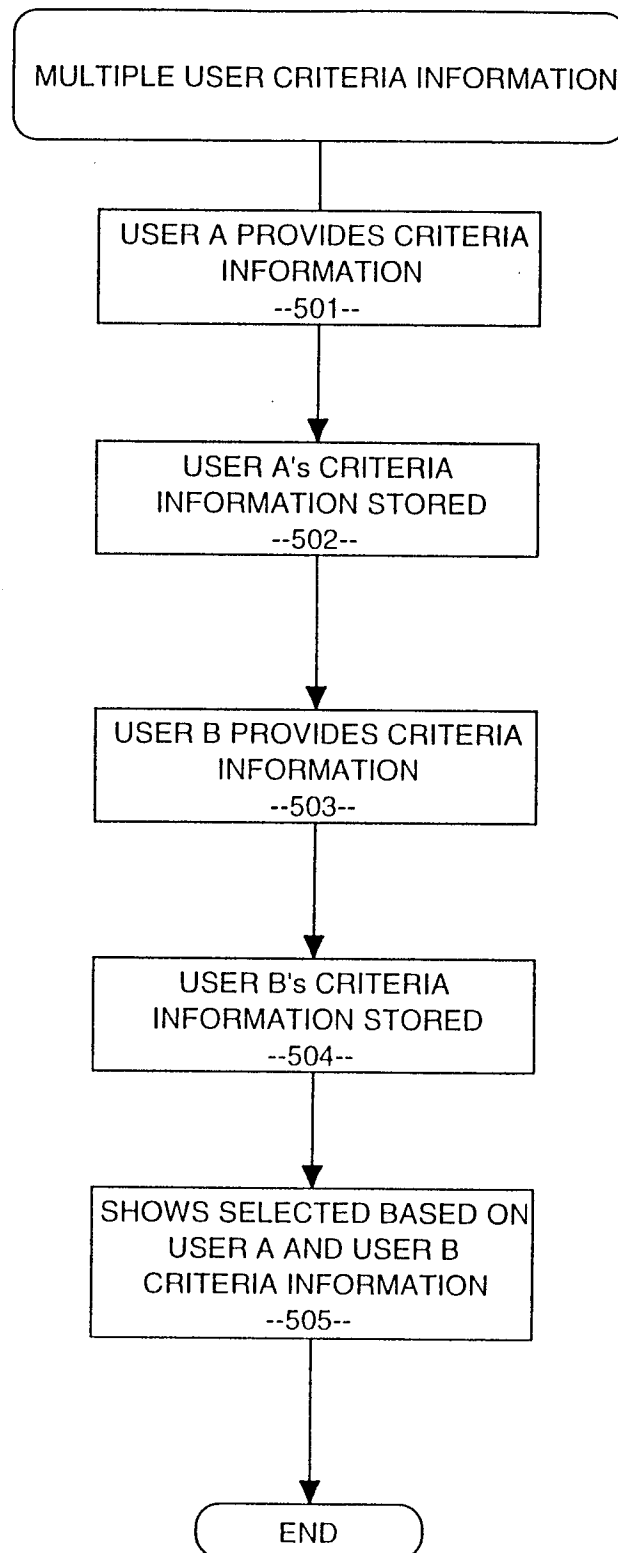 MULTIPLE USER CRITERIA INFORMATION
USER A PROVIDES CRITERIA
INFORMATION
--501--
USER A's CRITERIA
INFORMATION STORED
--502--
USER B PROVIDES CRITERIA
INFORMATION
--503--
USER B's CRITERIA
INFORMATION STORED
--504--
SHOWS SELECTED BASED ON
USER A AND USER B
CRITERIA INFORMATION
--505--
END